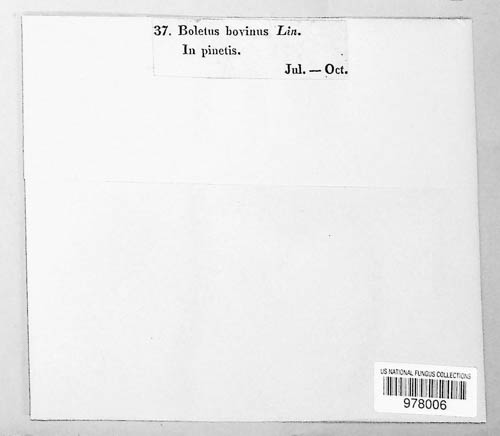 37. Boletus bovinus Lin.
In pinetis.
Jul. — Oct.
US NATIONAL FUNGUS COLLECTIONS
978006